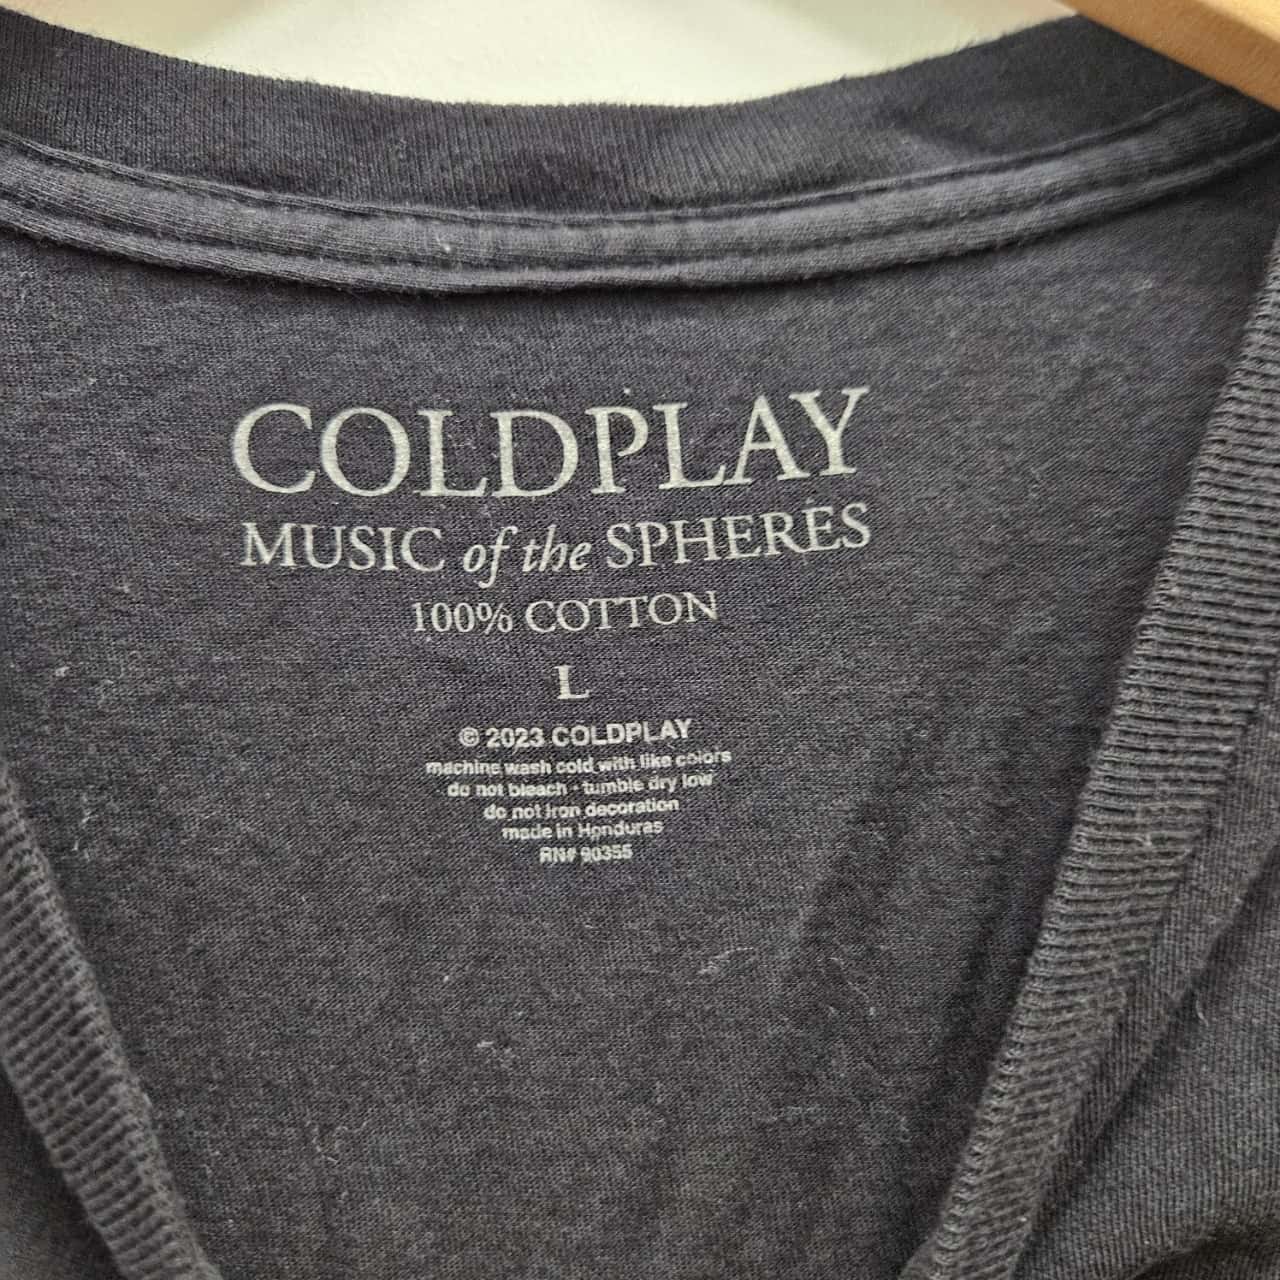 COLDPLAY
MUSIC of the SPHERES
100% COTTON
L
© 2023 COLDPLAY
machine wash cold with like colors
do not bleach • tumble dry low
do not iron decoration
made in Honduras
RN# 90355